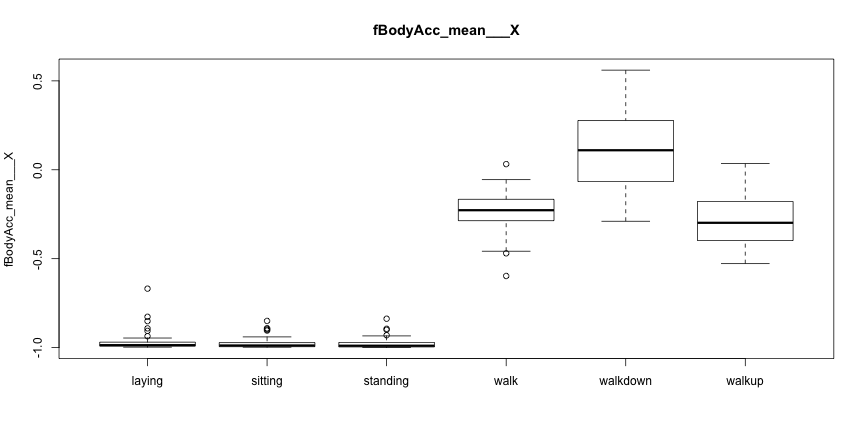 fBodyAcc_mean___X
fBodyAcc_mean___X
0.5
0.0
-0.5
-1.0
laying sitting standing walk walkdown walkup